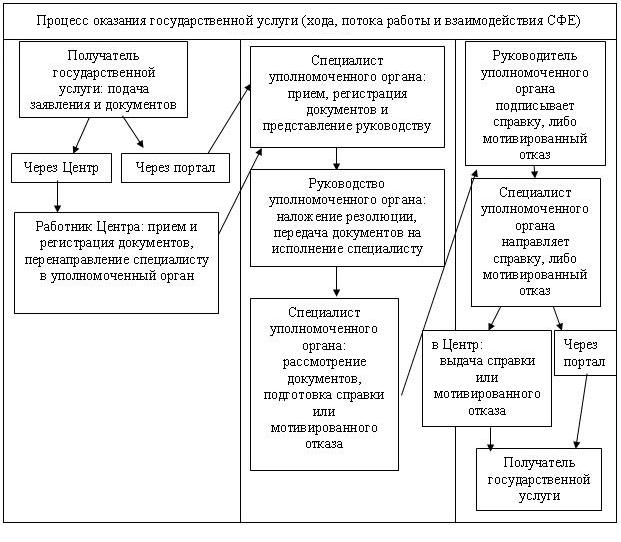 Процесс оказания государственной услуги (хода, потока работы и взаимодействия СФЕ)
Получатель
государственной
услуги: подача
заявления и документов
Через Центр
Через портал
Работник Центра: прием и
регистрация документов,
перенаправление специалисту
в уполномоченный орган
Специалист
уполномоченного органа:
прием, регистрация
документов и
представление руководству
Руководство
уполномоченного органа:
наложение резолюции,
передача документов на
исполнение специалисту
Специалист
уполномоченного
органа:
рассмотрение
документов,
подготовка справки
или
мотивированного
отказа
Руководитель
уполномоченного
органа
подписывает
справку, либо
мотивированный
отказ
Специалист
уполномоченного
органа
направляет
справку, либо
мотивированный
отказ
в Центр:
выдача справки
или
мотивированного
отказа
Через
портал
Получатель
государственной
услуги